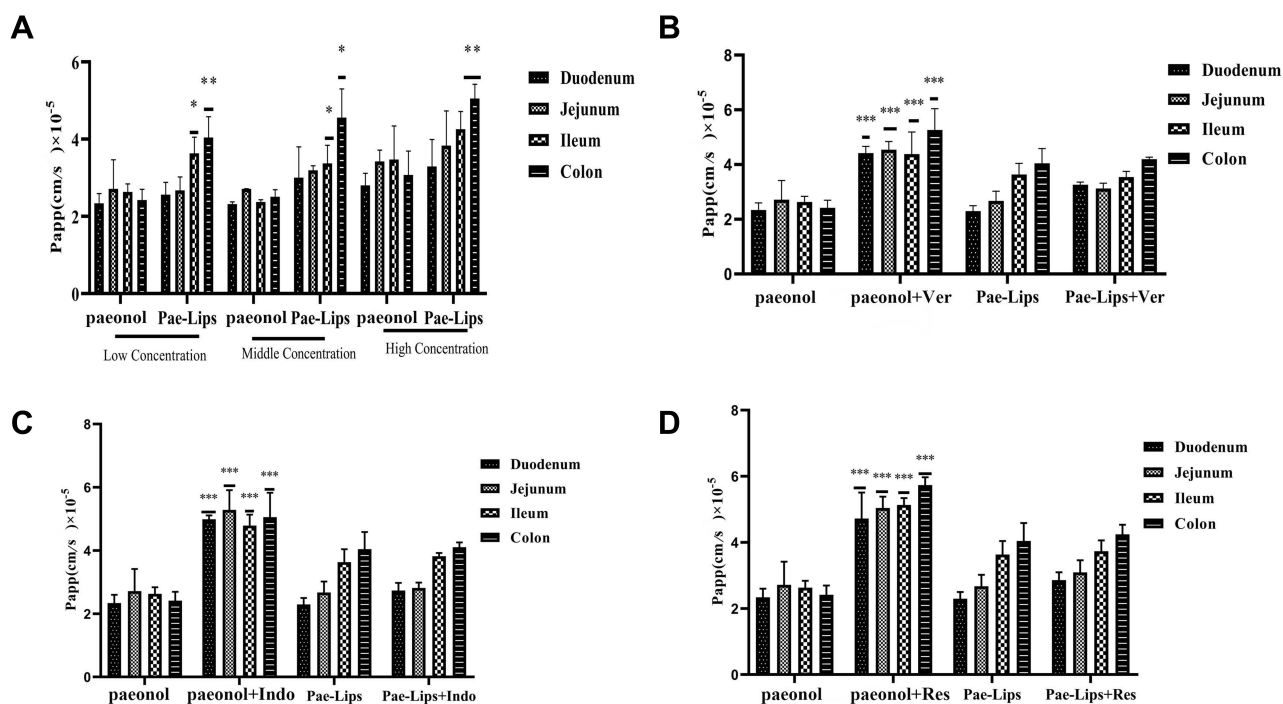 A
Papp(cm/s )×10-5
6
4
2
0
*
**
*
*
**
Duodenum
Jejunum
Ileum
Colon
paeonol Pae-Lips paeonol Pae-Lips paeonol Pae-Lips
Low Concentration Middle Concentration High Concentration
B
Papp(cm/s )×10-5
8
6
4
2
0
*** *** *** ***
Duodenum
Jejunum
Ileum
Colon
paeonol paeonol+Ver Pae-Lips Pae-Lips+Ver
C
Papp(cm/s )×10-5
8
6
4
2
0
*** *** *** ***
Duodenum
Jejunum
Ileum
Colon
paeonol paeonol+Indo Pae-Lips Pae-Lips+Indo
D
Papp(cm/s )×10-5
8
6
4
2
0
*** *** *** ***
Duodenum
Jejunum
Ileum
Colon
paeonol paeonol+Res Pae-Lips Pae-Lips+Res